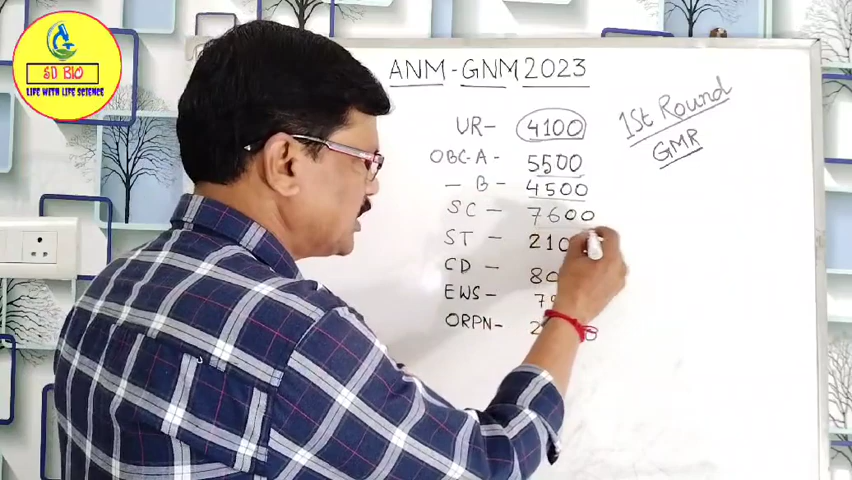 SD BIO
LIFE WITH LIFE SCIENCE
ANM-GNM 2023
UR- 4100
OBC-A- 5500
- B - 4500
SC - 7600
ST -
CD -
EWS-
ORPN-
1st Round
GMR